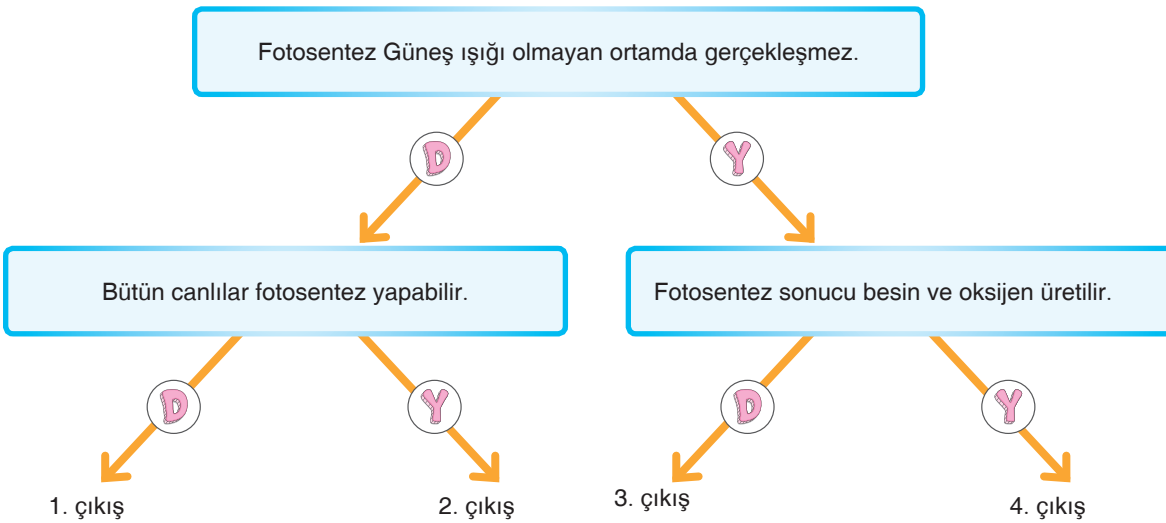 Fotosentez Güneş ışığı olmayan ortamda gerçekleşmez.
D
Y
Bütün canlılar fotosentez yapabilir.
Fotosentez sonucu besin ve oksijen üretilir.
D
Y
D
Y
1. çıkış
2. çıkış
3. çıkış
4. çıkış